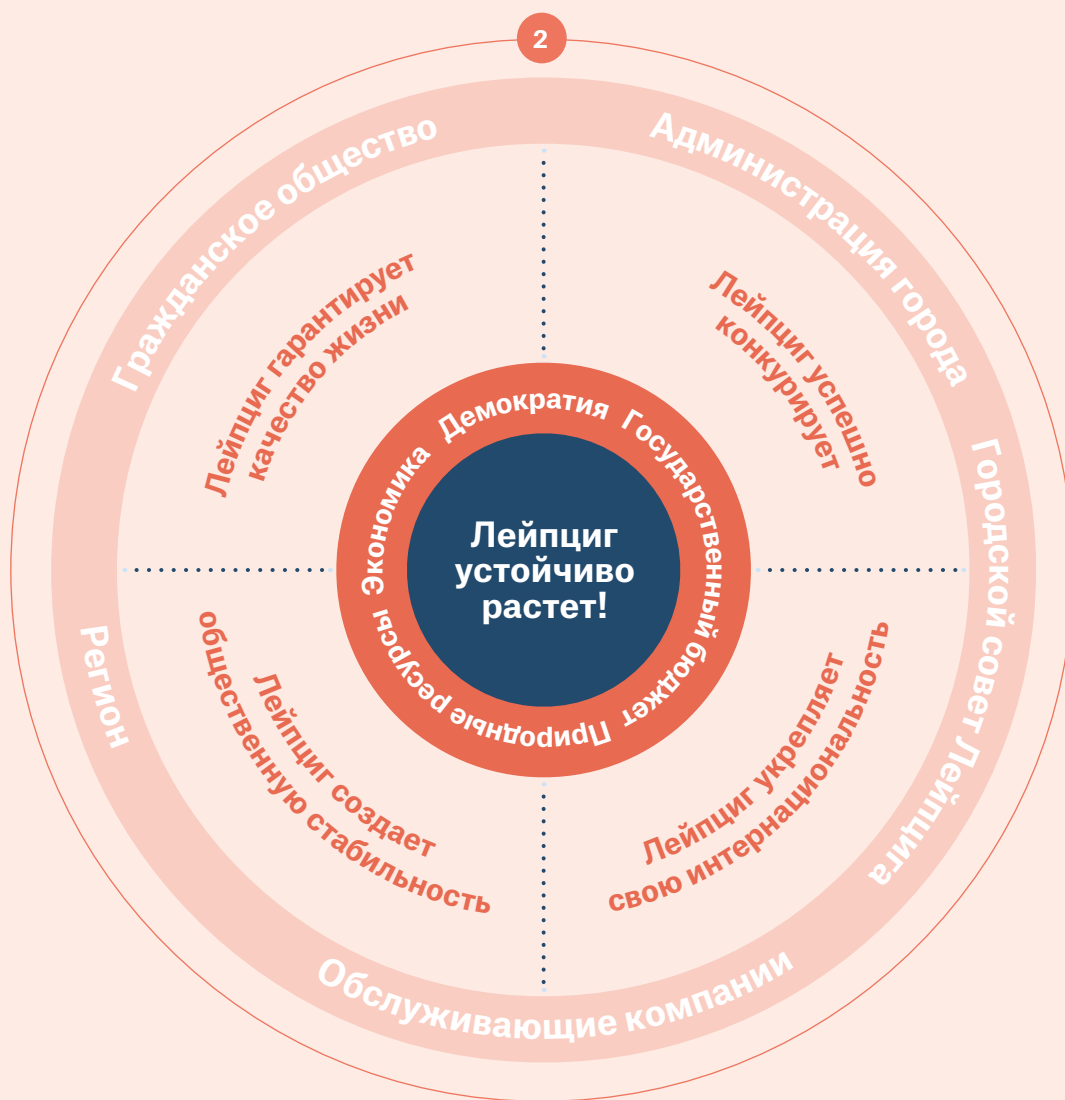 2
Гражданское общество
Администрация города
Городской совет Лейпцига
Обслуживающие компании
Регион
Лейпциг гарантирует
качество жизни
Лейпциг успешно
конкурирует
Лейпциг укрепляет
свою интернациональность
Лейпциг создает
общественную стабильность
Демократия
Государственный бюджет
Природные ресурсы
Экономика
Лейпциг
устойчиво
растет!